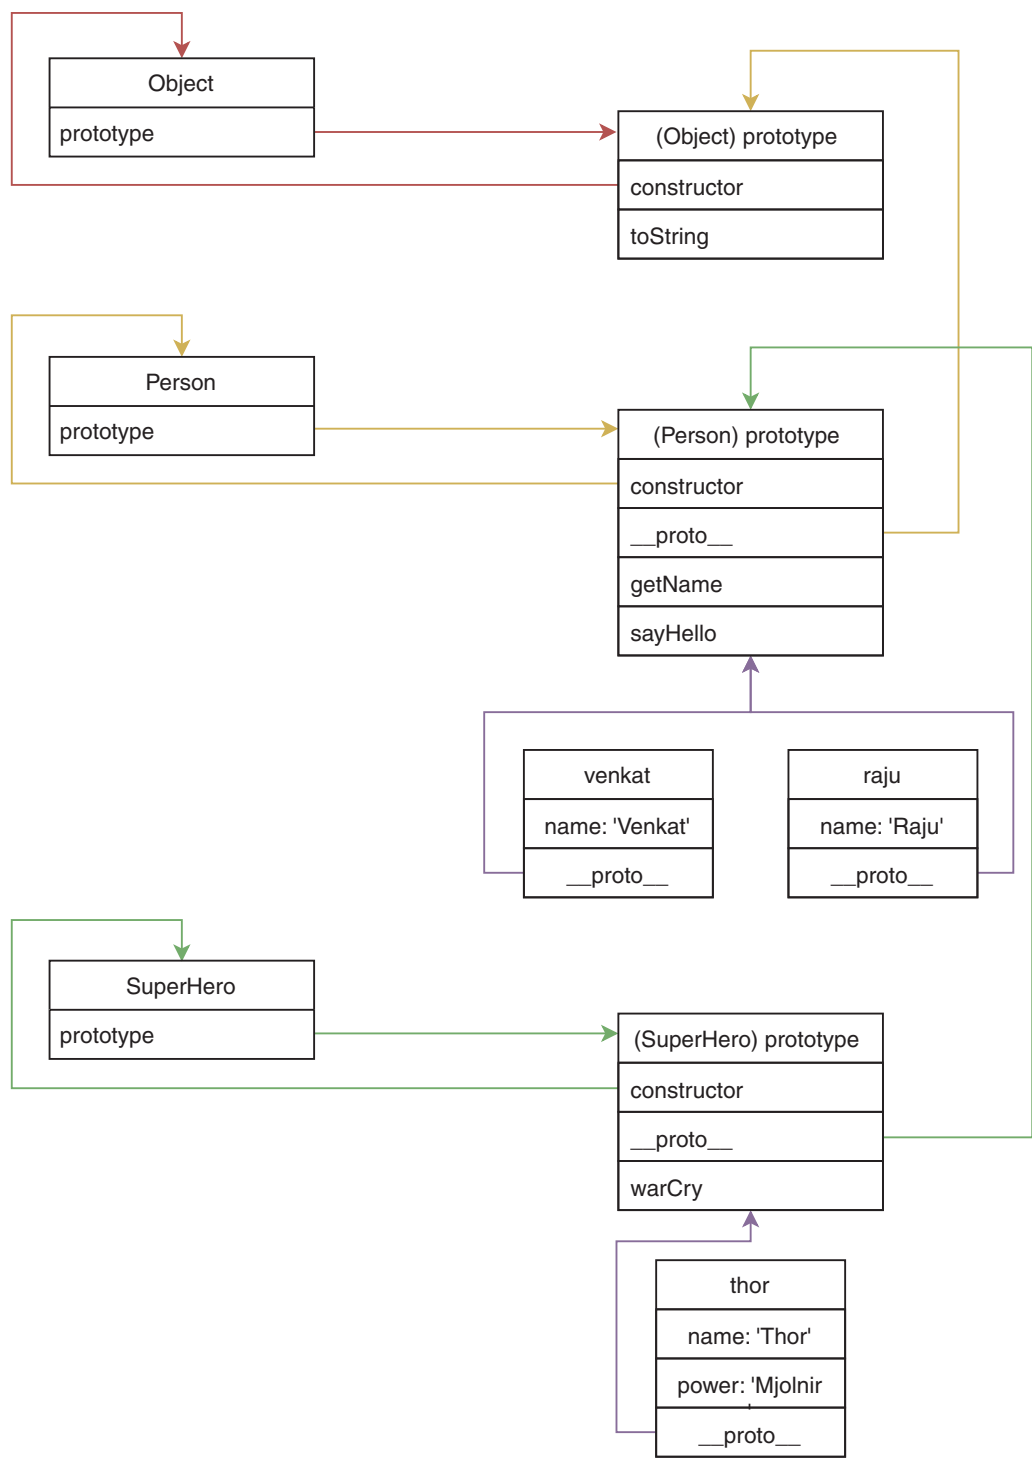 Object
prototype
(Object) prototype
constructor
toString
Person
prototype
(Person) prototype
constructor
__proto__
getName
sayHello
venkat
name: 'Venkat'
__proto__
raju
name: 'Raju'
__proto__
SuperHero
prototype
(SuperHero) prototype
constructor
__proto__
warCry
thor
name: 'Thor'
power: 'Mjolnir
'
__proto__